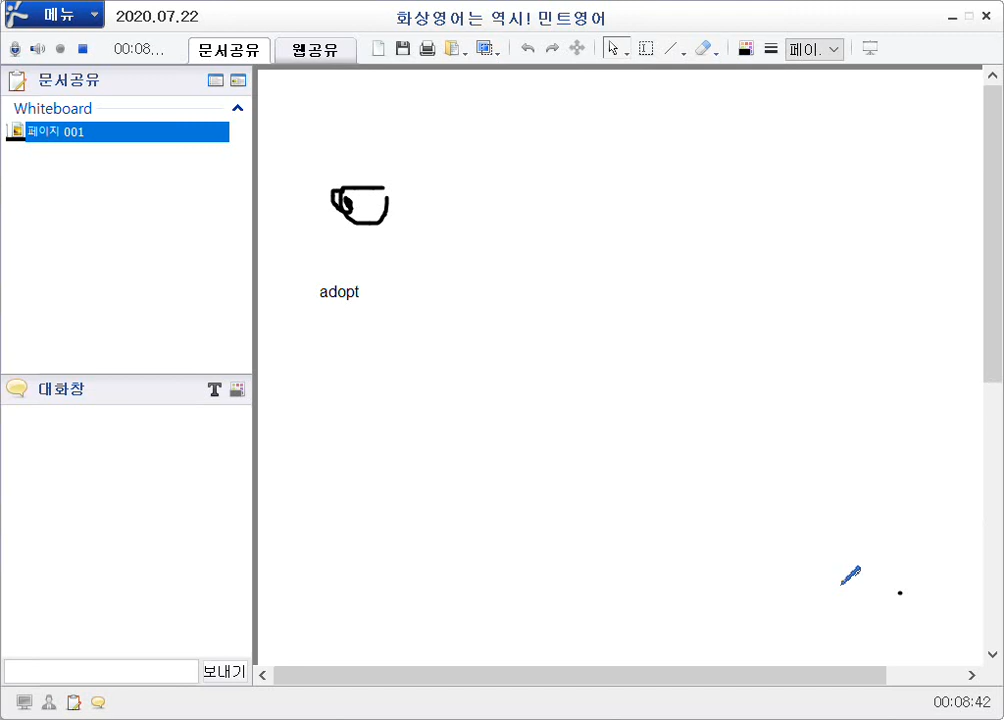 메뉴 2020.07.22 화상영어는 역시! 민트영어
00:08... 문서공유 웹공유 페이.
문서공유
Whiteboard
페이지 001
adopt
대화창
보내기
00:08:42